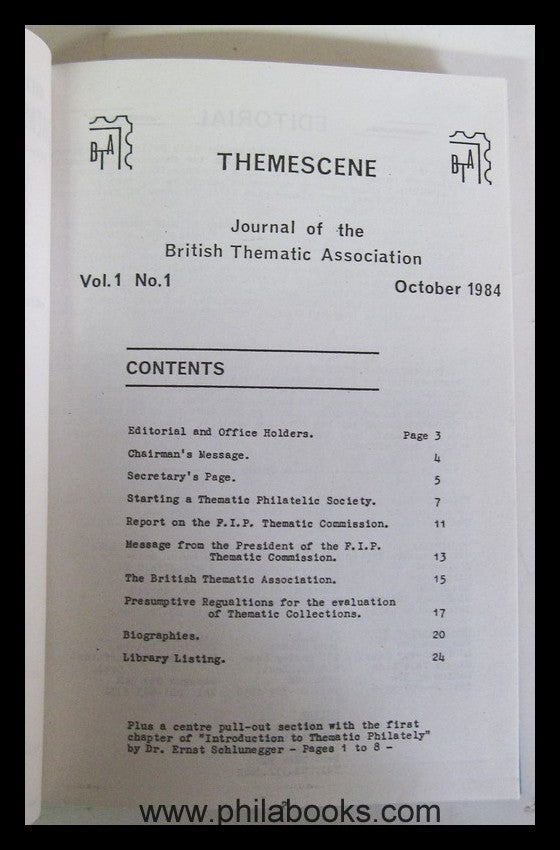 BTA
THEMESCENE
BTA
Journal of the
British Thematic Association
Vol.1 No.1
October 1984
CONTENTS
Editorial and Office Holders. Page 3
Chairman's Message. 4
Secretary's Page. 5
Starting a Thematic Philatelic Society. 7
Report on the F.I.P. Thematic Commission. 11
Message from the President of the F.I.P.
Thematic Commission. 13
The British Thematic Association. 15
Presumptive Regualtions for the evaluation
of Thematic Collections. 17
Biographies. 20
Library Listing. 24
Plus a centre pull-out section with the first
chapter of "Introduction to Thematic Philately"
by Dr. Ernst Schlunegger - Pages 1 to 8 -
www.philabooks.com